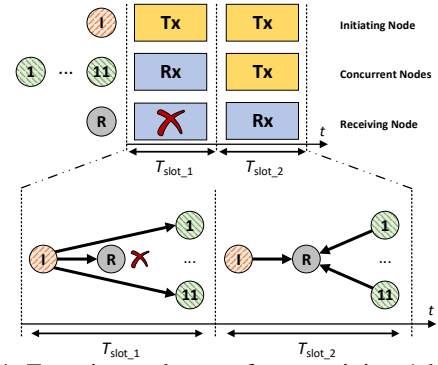 I Tx Tx Initiating Node
1 ... 11 Rx Tx Concurrent Nodes
R Rx Receiving Node
t
Tslot_1 Tslot_2
1 1
I R ... I R ...
11 11
Tslot_1 Tslot_2